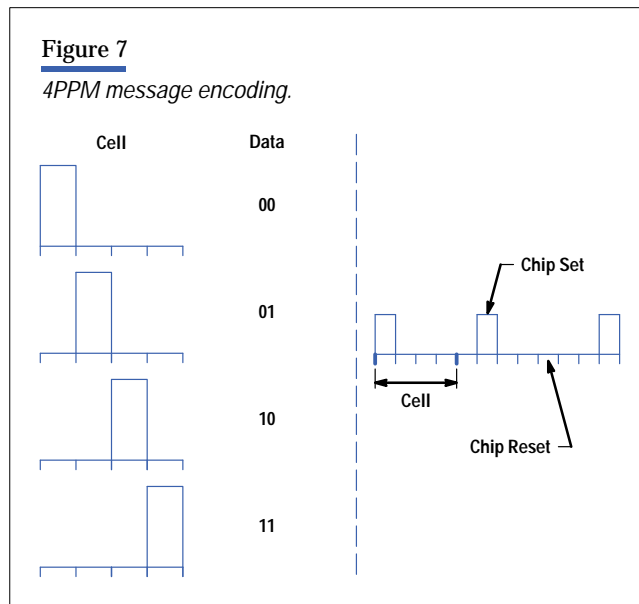 Figure 7
4PPM message encoding.
Cell
Data
00
01
10
11
Chip Set
Cell
Chip Reset